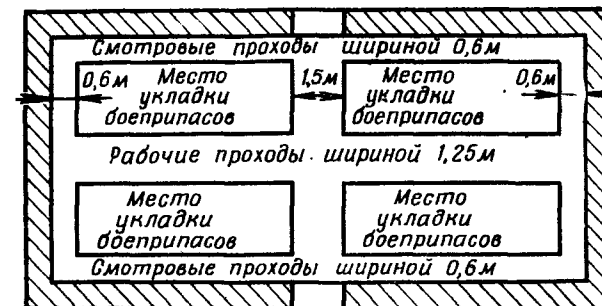 Смотровые проходы шириной 0,6м
0,6м
Место
укладки
боеприпасов
1,5м
Место
укладки
боеприпасов
0,6м
Рабочие проходы шириной 1,25м
Место
укладки
боеприпасов
Место
укладки
боеприпасов
Смотровые проходы шириной 0,6м